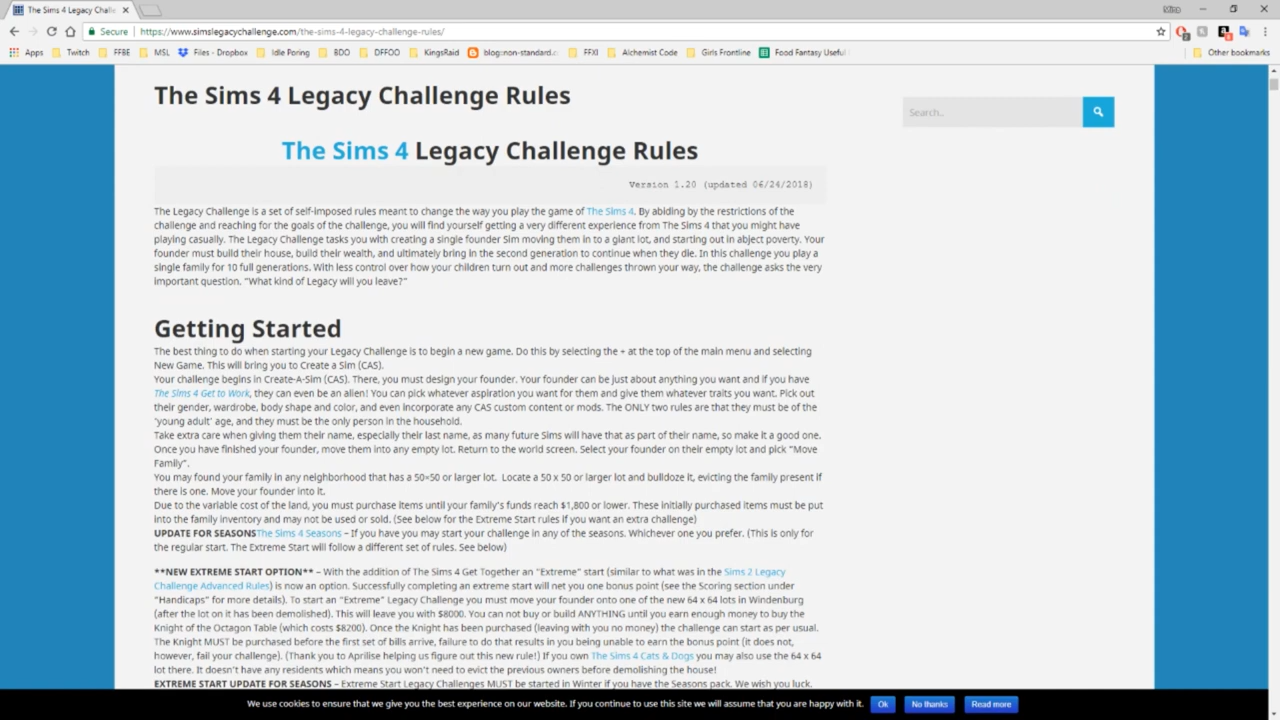 The Sims 4 Legacy Chall
Secure https://www.simslegacychallenge.com/the-sims-4-legacy-challenge-rules/
Apps Twitch FFBE MSL Files - Dropbox Idle Poring BDO DFFOO KingsRaid blog:non-standard.c FFXI Alchemist Code Girls Frontline Food Fantasy Useful Other bookmarks
The Sims 4 Legacy Challenge Rules
Search..
The Sims 4 Legacy Challenge Rules
Version 1.20 (updated 06/24/2018)
The Legacy Challenge is a set of self-imposed rules meant to change the way you play the game of The Sims 4. By abiding by the restrictions of the
challenge and reaching for the goals of the challenge, you will find yourself getting a very different experience from The Sims 4 that you might have
playing casually. The Legacy Challenge tasks you with creating a single founder Sim moving them in to a giant lot, and starting out in abject poverty. Your
founder must build their house, build their wealth, and ultimately bring in the second generation to continue when they die. In this challenge you play a
single family for 10 full generations. With less control over how your children turn out and more challenges thrown your way, the challenge asks the very
important question. "What kind of Legacy will you leave?"
Getting Started
The best thing to do when starting your Legacy Challenge is to begin a new game. Do this by selecting the + at the top of the main menu and selecting
New Game. This will bring you to Create a Sim (CAS).
Your challenge begins in Create-A-Sim (CAS). There, you must design your founder. Your founder can be just about anything you want and if you have
The Sims 4 Get to Work, they can even be an alien! You can pick whatever aspiration you want for them and give them whatever traits you want. Pick out
their gender, wardrobe, body shape and color, and even incorporate any CAS custom content or mods. The ONLY two rules are that they must be of the
'young adult' age, and they must be the only person in the household.
Take extra care when giving them their name, especially their last name, as many future Sims will have that as part of their name, so make it a good one.
Once you have finished your founder, move them into any empty lot. Return to the world screen. Select your founder on their empty lot and pick "Move
Family".
You may found your family in any neighborhood that has a 50×50 or larger lot. Locate a 50 x 50 or larger lot and bulldoze it, evicting the family present if
there is one. Move your founder into it.
Due to the variable cost of the land, you must purchase items until your family's funds reach $1,800 or lower. These initially purchased items must be put
into the family inventory and may not be used or sold. (See below for the Extreme Start rules if you want an extra challenge)
UPDATE FOR SEASONSThe Sims 4 Seasons – If you have you may start your challenge in any of the seasons. Whichever one you prefer. (This is only for
the regular start. The Extreme Start will follow a different set of rules. See below)
**NEW EXTREME START OPTION** – With the addition of The Sims 4 Get Together an "Extreme" start (similar to what was in the Sims 2 Legacy
Challenge Advanced Rules) is now an option. Successfully completing an extreme start will net you one bonus point (see the Scoring section under
"Handicaps" for more details). To start an "Extreme" Legacy Challenge you must move your founder onto one of the new 64 x 64 lots in Windenburg
(after the lot on it has been demolished). This will leave you with $8000. You can not buy or build ANYTHING until you earn enough money to buy the
Knight of the Octagon Table (which costs $8200). Once the Knight has been purchased (leaving with you no money) the challenge can start as per usual.
The Knight MUST be purchased before the first set of bills arrive, failure to do that results in you being unable to earn the bonus point (it does not,
however, fail your challenge). (Thank you to Aprilise helping us figure out this new rule!) If you own The Sims 4 Cats & Dogs you may also use the 64 x 64
lot there. It doesn't have any residents which means you won't need to evict the previous owners before demolishing the house!
EXTREME START UPDATE FOR SEASONS – Extreme Start Legacy Challenges MUST be started in Winter if you have the Seasons pack. We wish you luck.
We use cookies to ensure that we give you the best experience on our website. If you continue to use this site we will assume that you are happy with it. Ok No thanks Read more